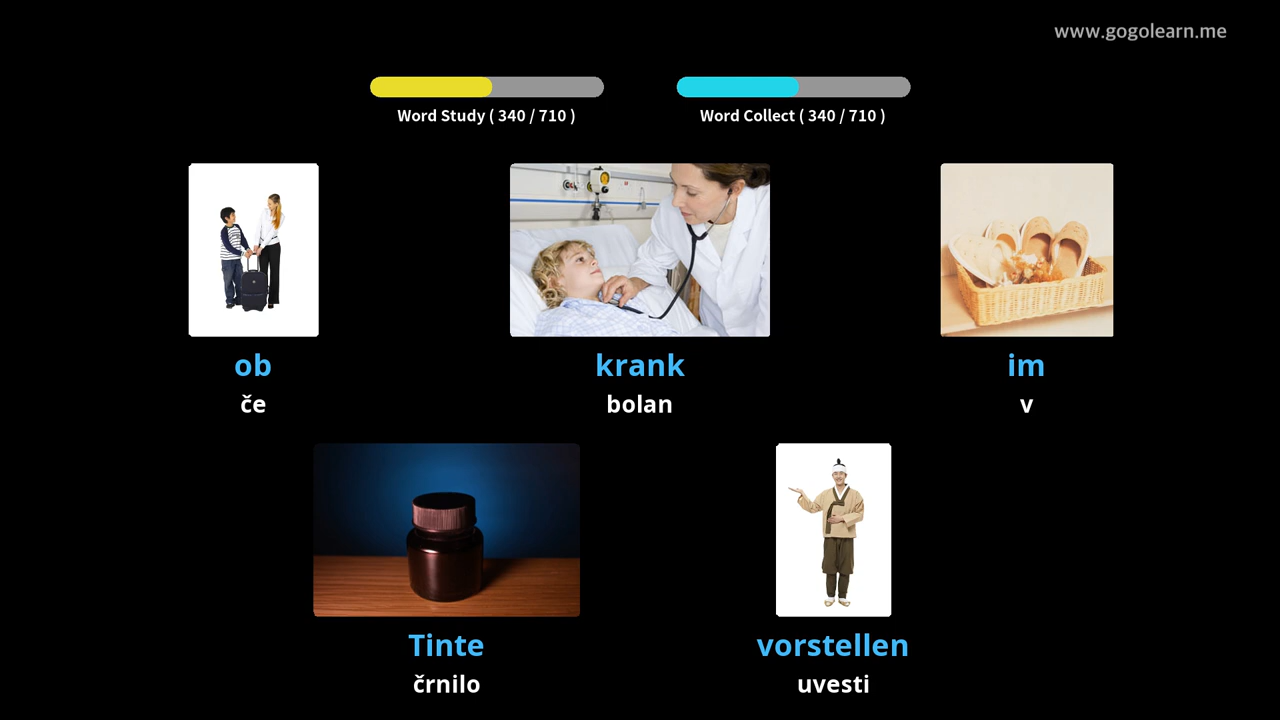 www.gogolearn.me
Word Study ( 340 / 710 )
Word Collect ( 340 / 710 )
ob
če
krank
bolan
im
v
Tinte
črnilo
vorstellen
uvesti